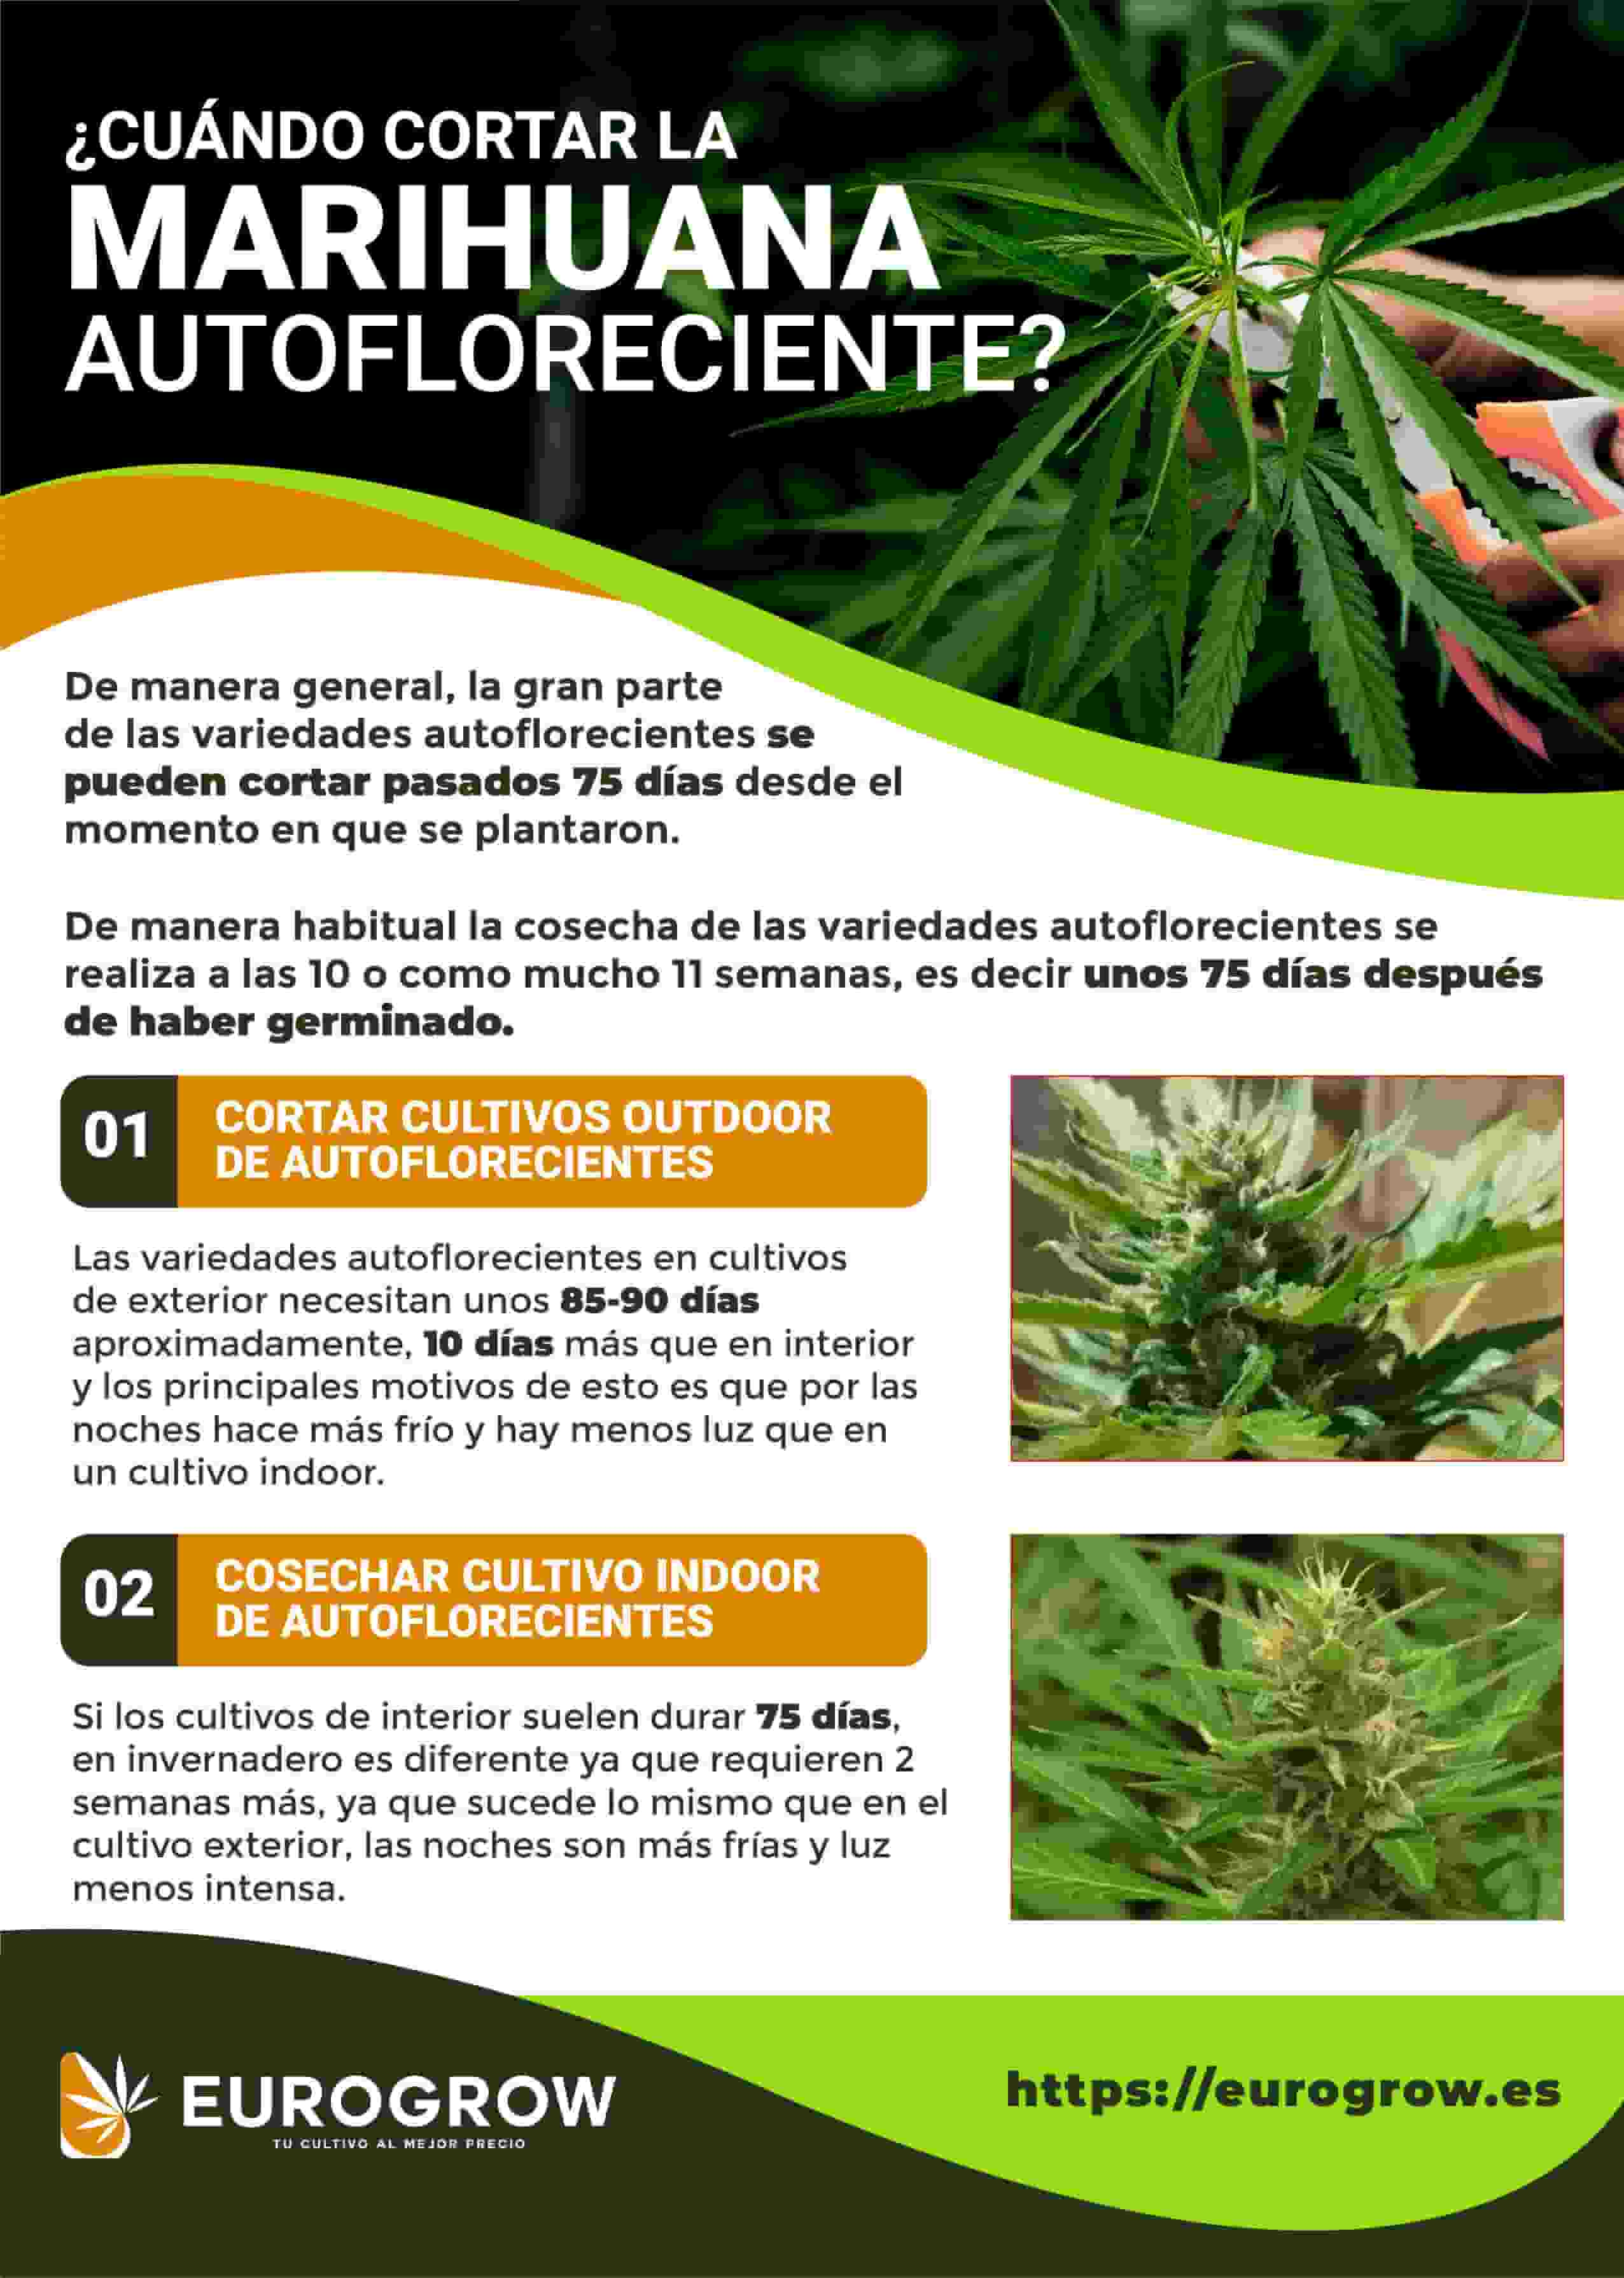 ¿CUÁNDO CORTAR LA
MARIHUANA
AUTOFLORECIENTE?
De manera general, la gran parte
de las variedades autoflorecientes se
pueden cortar pasados 75 días desde el
momento en que se plantaron.
De manera habitual la cosecha de las variedades autoflorecientes se
realiza a las 10 o como mucho 11 semanas, es decir unos 75 días después
de haber germinado.
01
CORTAR CULTIVOS OUTDOOR
DE AUTOFLORECIENTES
Las variedades autoflorecientes en cultivos
de exterior necesitan unos 85-90 días
aproximadamente, 10 días más que en interior
y los principales motivos de esto es que por las
noches hace más frío y hay menos luz que en
un cultivo indoor.
02
COSECHAR CULTIVO INDOOR
DE AUTOFLORECIENTES
Si los cultivos de interior suelen durar 75 días,
en invernadero es diferente ya que requieren 2
semanas más, ya que sucede lo mismo que en el
cultivo exterior, las noches son más frías y luz
menos intensa.
EUROGROW
TU CULTIVO AL MEJOR PRECIO
https://eurogrow.es